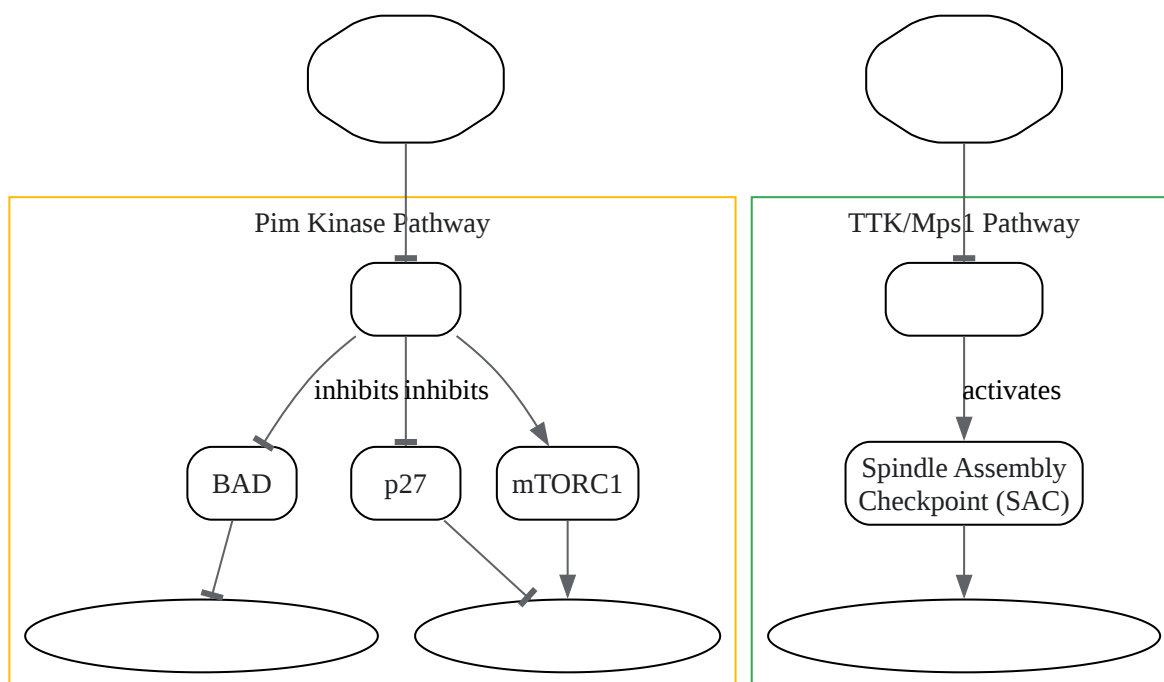 Pim Kinase Pathway
TTK/Mps1 Pathway
inhibits
inhibits
activates
BAD
p27
mTORC1
Spindle Assembly
Checkpoint (SAC)